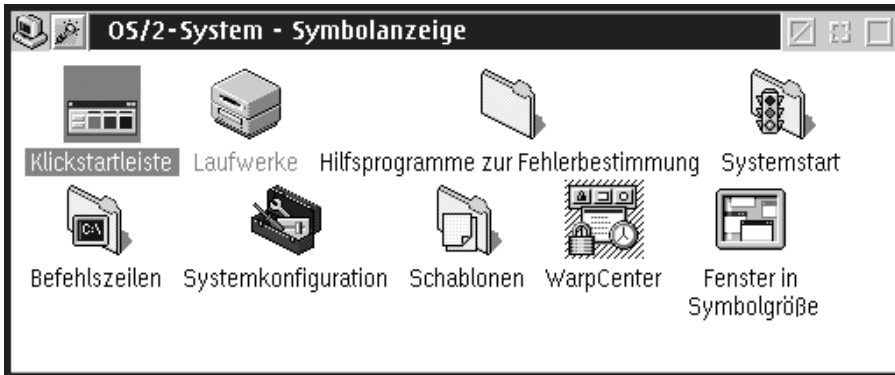 OS/2-System - Symbolanzeige
Klickstartleiste Laufwerke Hilfsprogramme zur Fehlerbestimmung Systemstart
C:\
Befehlszeilen Systemkonfiguration Schablonen WarpCenter Fenster in
Symbolgröße